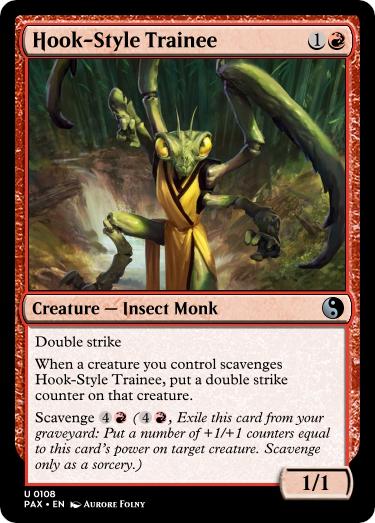 Hook-Style Trainee 1
Creature — Insect Monk
Double strike
When a creature you control scavenges
Hook-Style Trainee, put a double strike
counter on that creature.
Scavenge 4 (4, Exile this card from your
graveyard: Put a number of +1/+1 counters equal
to this card's power on target creature. Scavenge
only as a sorcery.)
1/1
U 0108
PAX • EN Aurore Folny